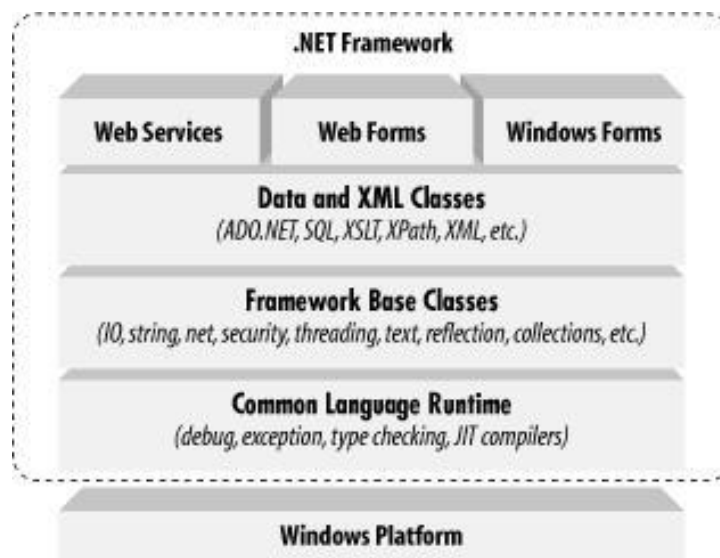 .NET Framework
Web Services
Web Forms
Windows Forms
Data and XML Classes
(ADO.NET, SQL, XSLT, XPath, XML, etc.)
Framework Base Classes
(IO, string, net, security, threading, text, reflection, collections, etc.)
Common Language Runtime
(debug, exception, type checking, JIT compilers)
Windows Platform